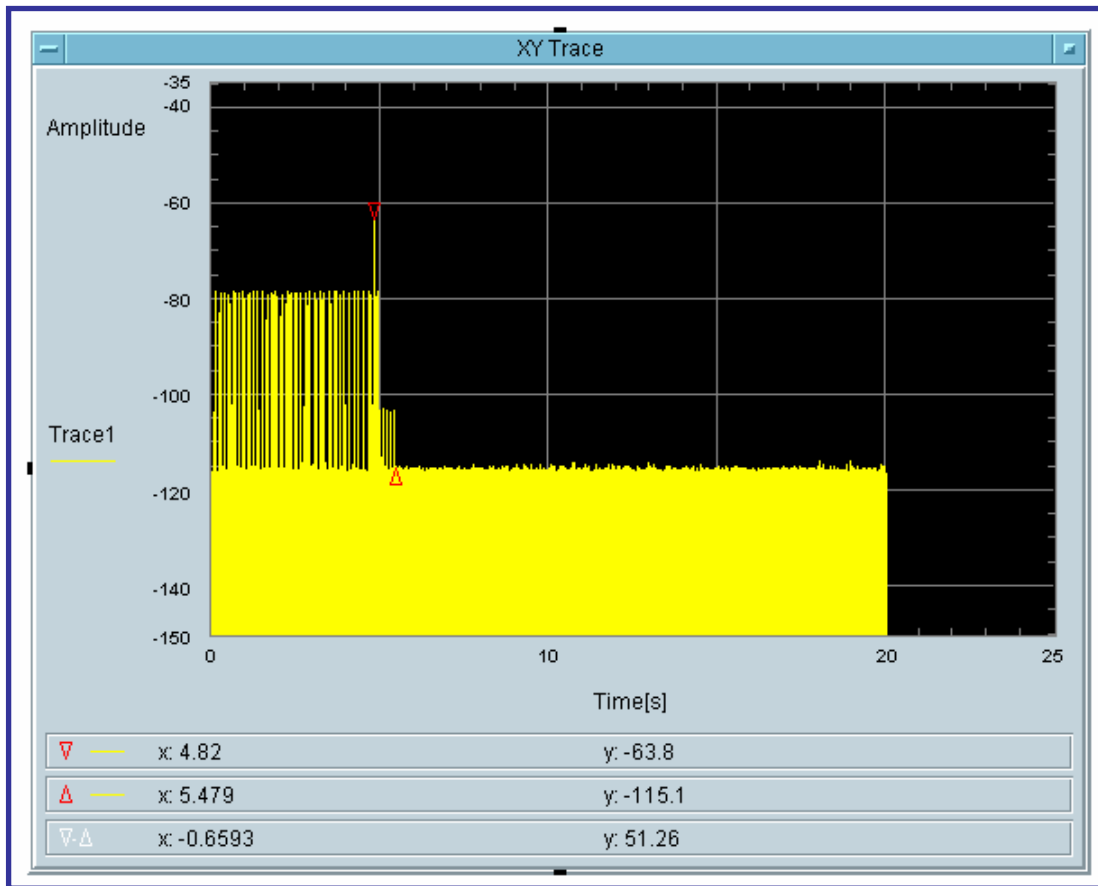 XY Trace
-35
-40
Amplitude
-60
-80
-100
Trace1
-120
-140
-150
0 10 20 25
Time[s]
x: 4.82 y: -63.8
x: 5.479 y: -115.1
∇-Δ x: -0.6593 y: 51.26